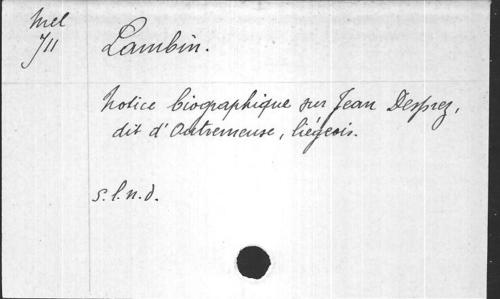 Mel
711
Lambin.
Notice biographique sur Jean Desprez,
dit d'Outremeuse, liégeois.
s.l.n.d.